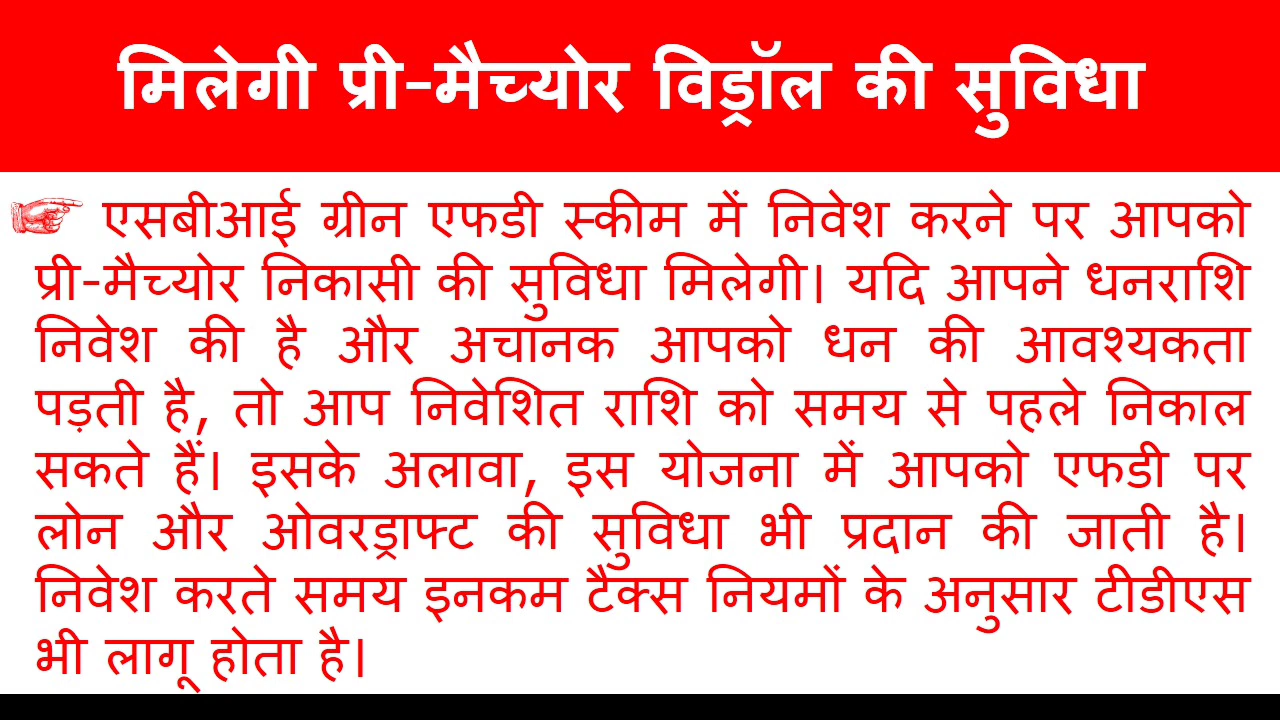 मिलेगी प्री-मैच्योर विड्रॉल की सुविधा
एसबीआई ग्रीन एफडी स्कीम में निवेश करने पर आपको
प्री-मैच्योर निकासी की सुविधा मिलेगी। यदि आपने धनराशि
निवेश की है और अचानक आपको धन की आवश्यकता
पड़ती है, तो आप निवेशित राशि को समय से पहले निकाल
सकते हैं। इसके अलावा, इस योजना में आपको एफडी पर
लोन और ओवरड्राफ्ट की सुविधा भी प्रदान की जाती है।
निवेश करते समय इनकम टैक्स नियमों के अनुसार टीडीएस
भी लागू होता है।